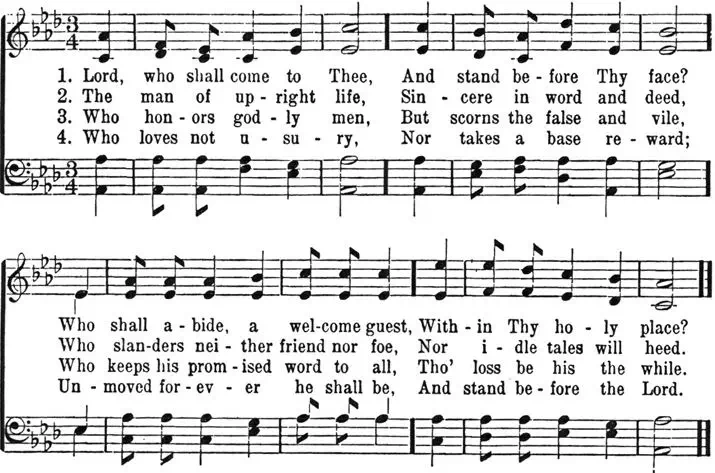 3
4
1. Lord, who shall come to Thee, And stand be - fore Thy face?
2. The man of up - right life, Sin - cere in word and deed,
3. Who hon - ors god - ly men, But scorns the false and vile,
4. Who loves not u - su - ry, Nor takes a base re - ward;
3
4
Who shall a - bide, a wel-come guest, With - in Thy ho - ly place?
Who slan-ders nei - ther friend nor foe, Nor i - dle tales will heed.
Who keeps his prom - ised word to all, Tho' loss be his the while.
Un - moved for - ev - er he shall be, And stand be - fore the Lord.